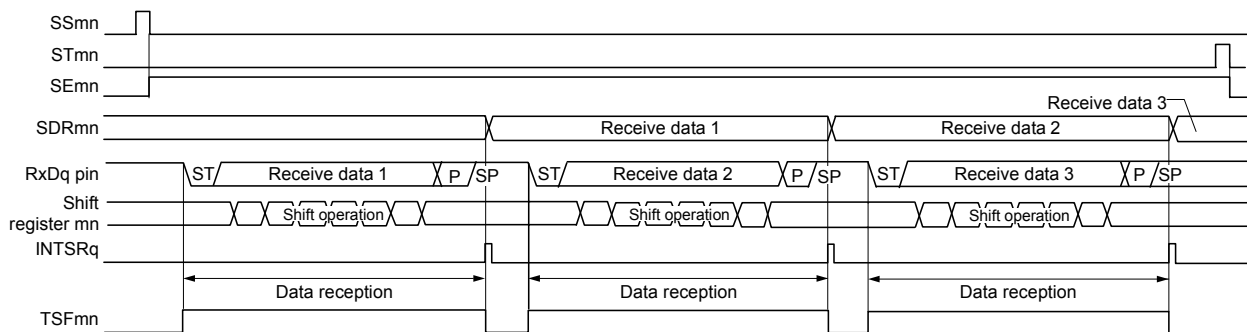 SSmn
STmn
SEmn
Receive data 3
SDRmn
Receive data 1
Receive data 2
RxDq pin
ST
Receive data 1
P
SP
ST
Receive data 2
P
SP
ST
Receive data 3
P
SP
Shift
register mn
Shift operation
Shift operation
Shift operation
INTSRq
Data reception
Data reception
Data reception
TSFmn